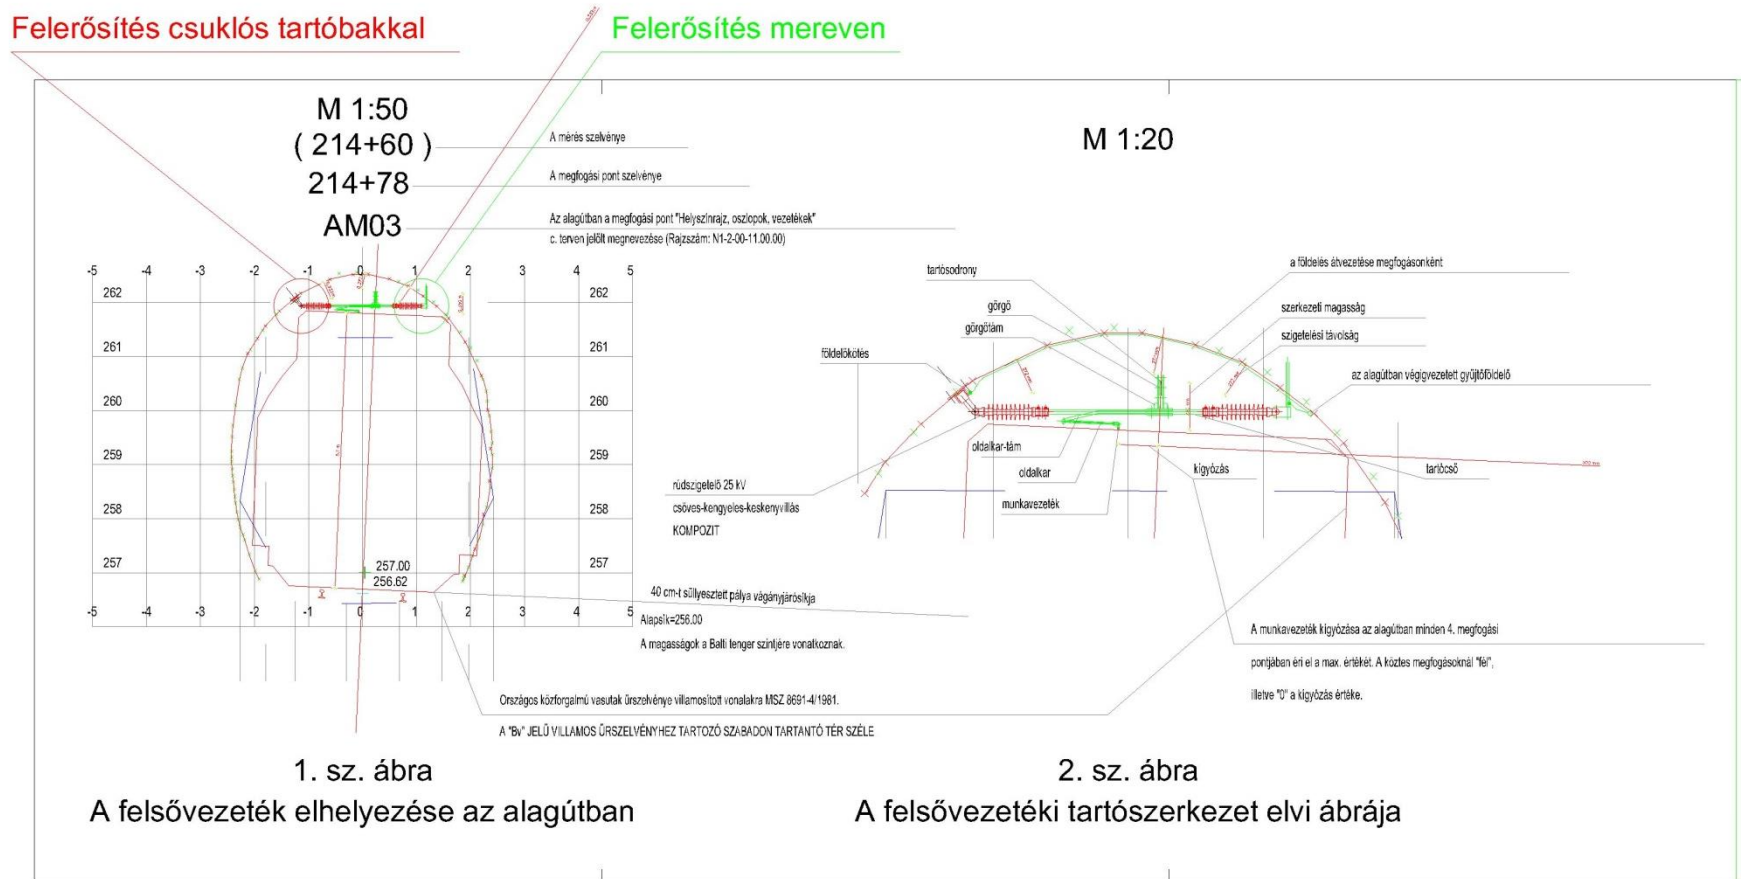 Felerősítés csuklós tartóbakkal
Felerősítés mereven
M 1:50
( 214+60 )
A mérés szelvénye
214+78
A megfogási pont szelvénye
AM03
Az alagútban a megfogási pont "Helyszínrajz, oszlopok, vezetékek"
c. terven jelölt megnevezése (Rajzszám: N1-2-00-11.00.00)
-5 -4 -3 -2 -1 0 1 2 3 4 5
262 262
261 261
260 260
259 259
258 258
257 257
257.00
256.62
-5 -4 -3 -2 -1 0 1 2 3 4 5
40 cm-t süllyesztett pálya vágányjárósíkja
Alapsík=256.00
A magasságok a Balti tenger szintjére vonatkoznak.
Országos közforgalmú vasutak űrszelvénye villamosított vonalakra MSZ 8691-4/1981.
A "Bv" JELŰ VILLAMOS ŰRSZELVÉNYHEZ TARTOZÓ SZABADON TARTANTÓ TÉR SZÉLE
1. sz. ábra
A felsővezeték elhelyezése az alagútban
M 1:20
tartósodrony
görgő
görgőtám
földelőkötés
a földelés átvezetése megfogásonként
szerkezeti magasság
szigetelési távolság
az alagútban végigvezetett gyűjtőföldelő
oldalkar-tám
oldalkar
munkavezeték
kígyózás
tartócső
rúdszigetelő 25 kV
csöves-kengyeles-keskenyvillás
KOMPOZIT
A munkavezeték kígyózása az alagútban minden 4. megfogási
pontjában éri el a max. értékét. A köztes megfogásoknál "fél",
illetve "0" a kígyózás értéke.
2. sz. ábra
A felsővezetéki tartószerkezet elvi ábrája